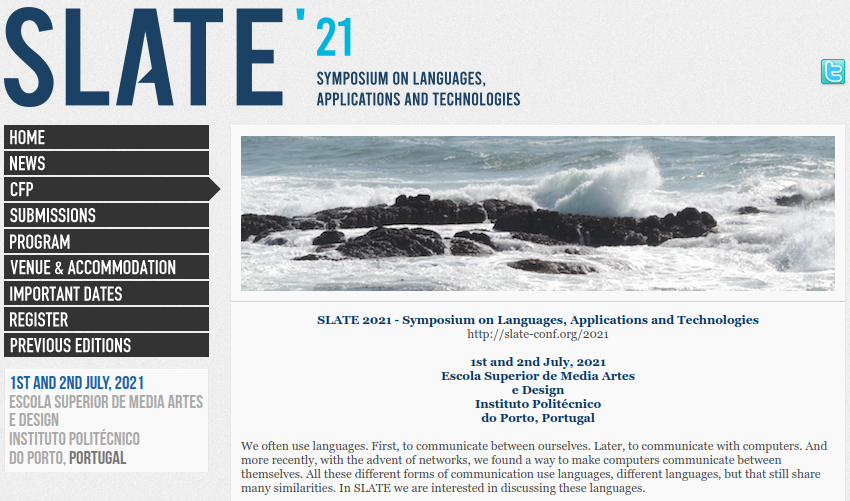 SLATE '21
SYMPOSIUM ON LANGUAGES,
APPLICATIONS AND TECHNOLOGIES
HOME
NEWS
CFP
SUBMISSIONS
PROGRAM
VENUE & ACCOMMODATION
IMPORTANT DATES
REGISTER
PREVIOUS EDITIONS
1ST AND 2ND JULY, 2021
ESCOLA SUPERIOR DE MEDIA ARTES
E DESIGN
INSTITUTO POLITÉCNICO
DO PORTO, PORTUGAL
SLATE 2021 - Symposium on Languages, Applications and Technologies
http://slate-conf.org/2021
1st and 2nd July, 2021
Escola Superior de Media Artes
e Design
Instituto Politécnico
do Porto, Portugal
We often use languages. First, to communicate between ourselves. Later, to communicate with computers. And
more recently, with the advent of networks, we found a way to make computers communicate between
themselves. All these different forms of communication use languages, different languages, but that still share
many similarities. In SLATE we are interested in discussing these languages.